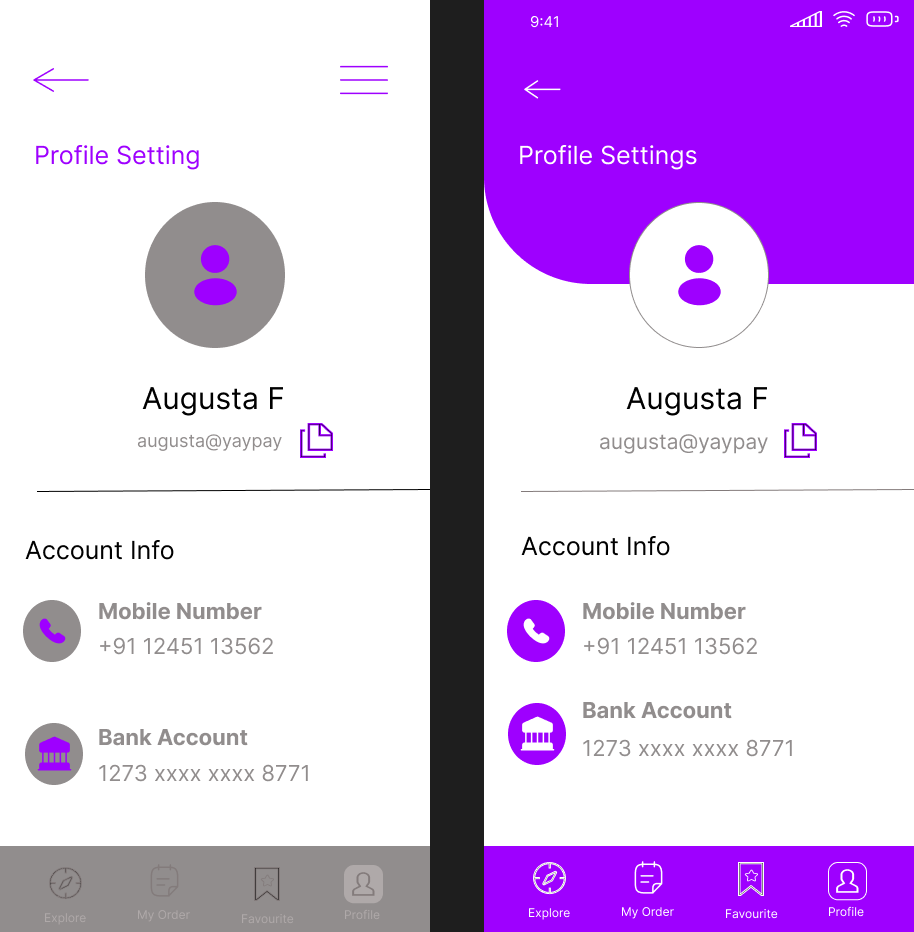 Profile Setting
Augusta F
augusta@yaypay
Account Info
Mobile Number
+91 12451 13562
Bank Account
1273 xxxx xxxx 8771
Explore
My Order
Favourite
Profile
9:41
Profile Settings
Augusta F
augusta@yaypay
Account Info
Mobile Number
+91 12451 13562
Bank Account
1273 xxxx xxxx 8771
Explore
My Order
Favourite
Profile